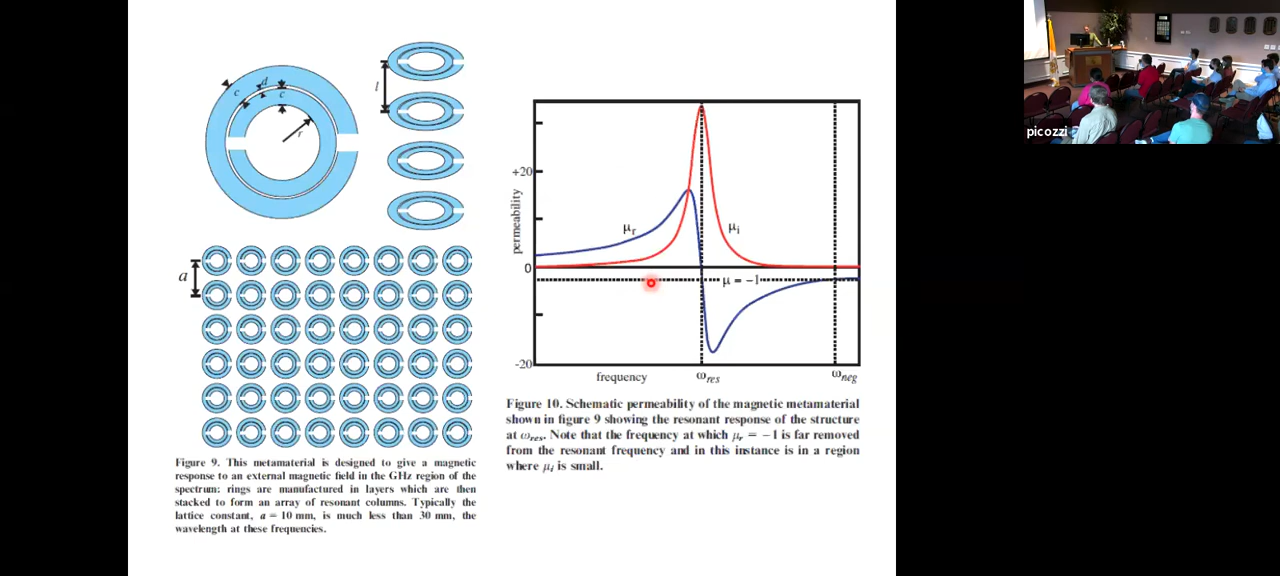 d
c
c
r
l
a
Figure 9. This metamaterial is designed to give a magnetic
response to an external magnetic field in the GHz region of the
spectrum: rings are manufactured in layers which are then
stacked to form an array of resonant columns. Typically the
lattice constant, a = 10 mm, is much less than 30 mm, the
wavelength at these frequencies.
permeability
+20
0
-20
μr
μi
μ = −1
frequency
ωres
ωneg
Figure 10. Schematic permeability of the magnetic metamaterial
shown in figure 9 showing the resonant response of the structure
at ωres. Note that the frequency at which μr = −1 is far removed
from the resonant frequency and in this instance is in a region
where μi is small.
picozzi